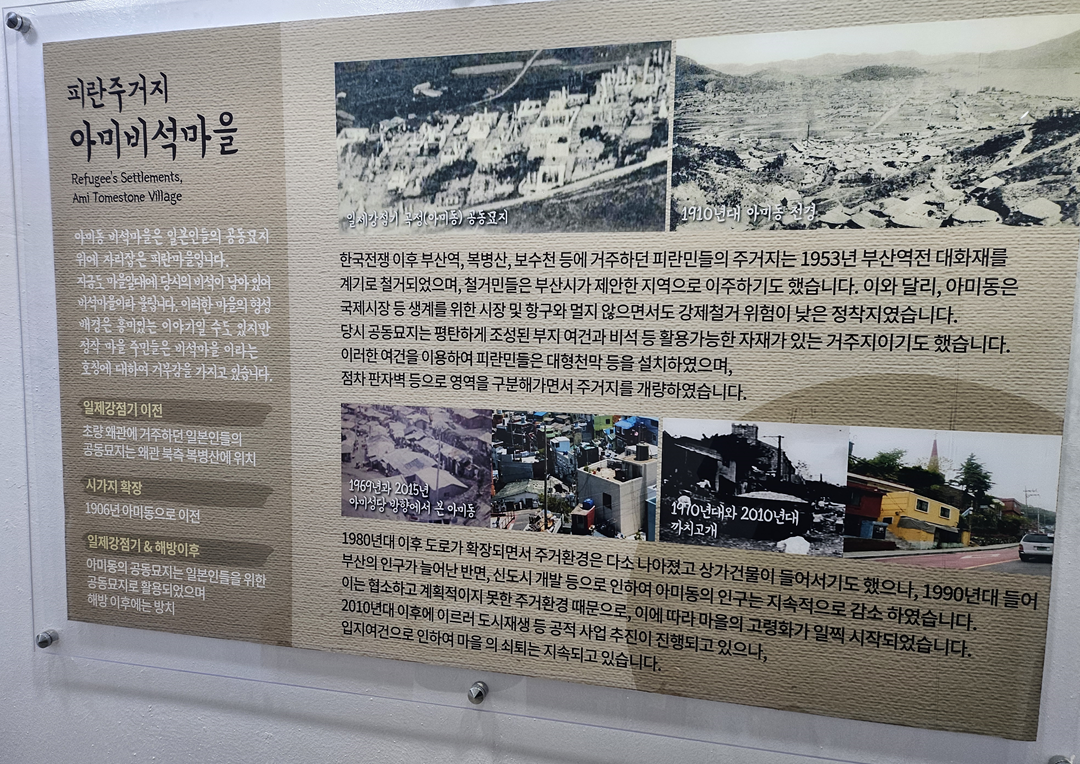 피란주거지
아미비석마을
Refugee's Settlements,
Ami Tomestone Village
아미동 비석마을은 일본인들의 공동묘지
위에 자리잡은 피란마을입니다.
지금도 마을일대에 당시의 비석이 남아 있어
비석마을이라 불립니다. 이러한 마을의 형성
배경은 흥미있는 이야기일 수도 있지만
정작 마을 주민들은 비석마을 이라는
호칭에 대하여 거부감을 가지고 있습니다.
일제강점기 이전
초량 왜관에 거주하던 일본인들의
공동묘지는 왜관 북측 복병산에 위치
시가지 확장
1906년 아미동으로 이전
일제강점기 & 해방이후
아미동의 공동묘지는 일본인들을 위한
공동묘지로 활용되었으며
해방 이후에는 방치
일제강점기 곡정(아미동) 공동묘지
1910년대 아미동 전경
한국전쟁 이후 부산역, 복병산, 보수천 등에 거주하던 피란민들의 주거지는 1953년 부산역전 대화재를
계기로 철거되었으며, 철거민들은 부산시가 제안한 지역으로 이주하기도 했습니다. 이와 달리, 아미동은
국제시장 등 생계를 위한 시장 및 항구와 멀지 않으면서도 강제철거 위험이 낮은 정착지였습니다.
당시 공동묘지는 평탄하게 조성된 부지 여건과 비석 등 활용가능한 자재가 있는 거주지이기도 했습니다.
이러한 여건을 이용하여 피란민들은 대형천막 등을 설치하였으며,
점차 판자벽 등으로 영역을 구분해가면서 주거지를 개량하였습니다.
1969년과 2015년
아미성당 방향에서 본 아미동
1970년대와 2010년대
까치고개
1980년대 이후 도로가 확장되면서 주거환경은 다소 나아졌고 상가건물이 들어서기도 했으나, 1990년대 들어
부산의 인구가 늘어난 반면, 신도시 개발 등으로 인하여 아미동의 인구는 지속적으로 감소 하였습니다.
이는 협소하고 계획적이지 못한 주거환경 때문으로, 이에 따라 마을의 고령화가 일찍 시작되었습니다.
2010년대 이후에 이르러 도시재생 등 공적 사업 추진이 진행되고 있으나,
입지여건으로 인하여 마을 의 쇠퇴는 지속되고 있습니다.